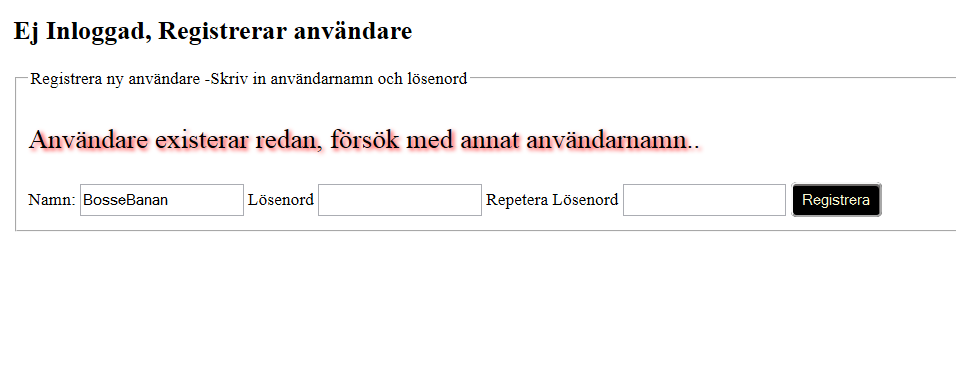 Ej Inloggad, Registrerar användare
Registrera ny användare -Skriv in användarnamn och lösenord
Användare existerar redan, försök med annat användarnamn..
Namn: BosseBanan Lösenord Repetera Lösenord Registrera